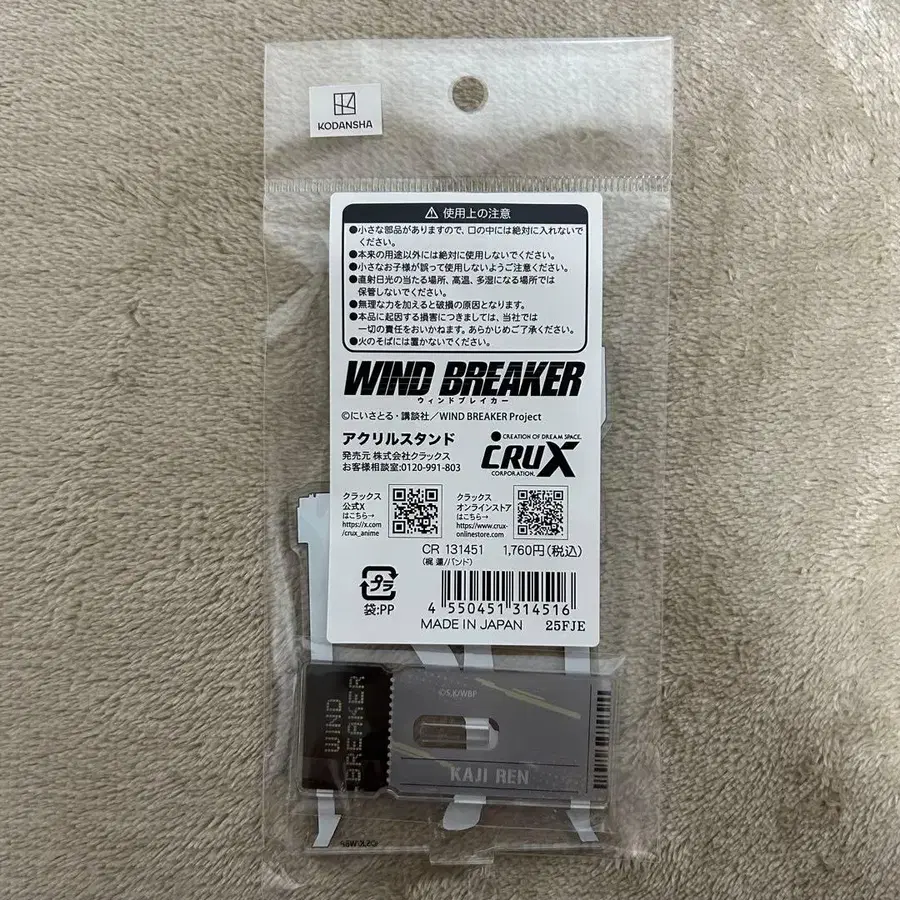 KODANSHA
⚠ 使用上の注意
●小さな部品がありますので、口の中には絶対に入れないで
ください。
●本来の用途以外には絶対に使用しないでください。
●小さなお子様が誤って使用しないようご注意ください。
●直射日光の当たる場所、高温、多湿になる場所では
保管しないでください。
●無理な力を加えると破損の原因となります。
●本品に起因する損害につきましては、当社では
一切の責任をおいかねます。あらかじめご了承ください。
●火のそばには置かないでください。
WIND BREAKER
ウィンドブレイカー
©にいさとる・講談社／WIND BREAKER Project
アクリルスタンド
発売元 株式会社クラックス
お客様相談室:0120-991-803
CREATION OF DREAM SPACE.
CRUX
CORPORATION.
クラックス
公式X
はこちら→
https://x.com
/crux_anime
クラックス
オンラインストア
はこちら→
https://www.crux-
onlinestore.com
CR 131451 1,760円(税込)
(梶 蓮/バンド)
プラ
袋:PP
4 550451 314516
MADE IN JAPAN 25FJE
WIND
BREAKER
©S,K/WBP
KAJI REN
©S,K/WBP